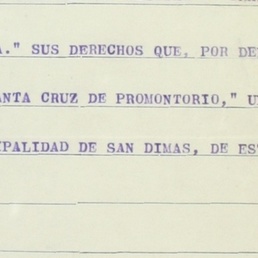 A." SUS DERECHOS QUE, POR DE
ANTA CRUZ DE PROMONTORIO," U
IPALIDAD DE SAN DIMAS, DE ES